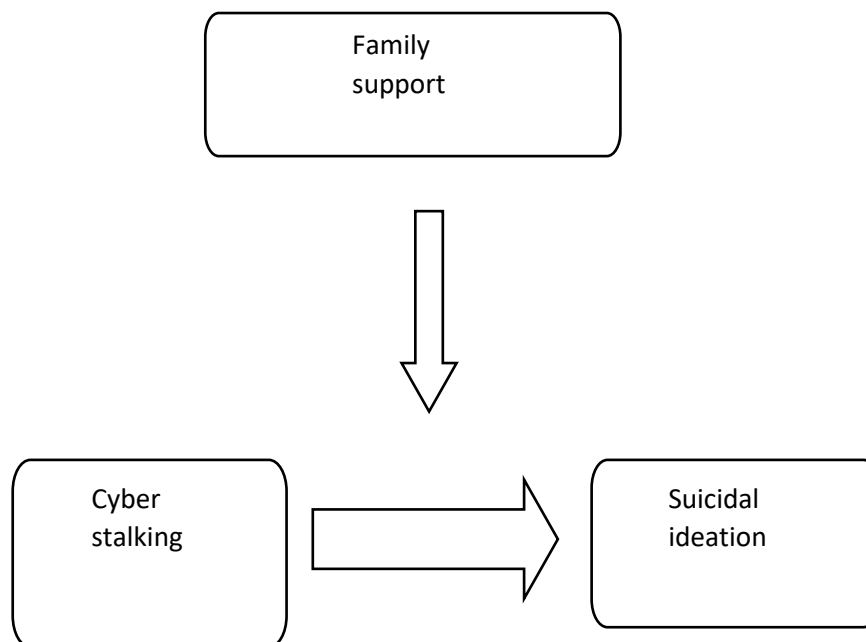 Family
support
Cyber
stalking
Suicidal
ideation